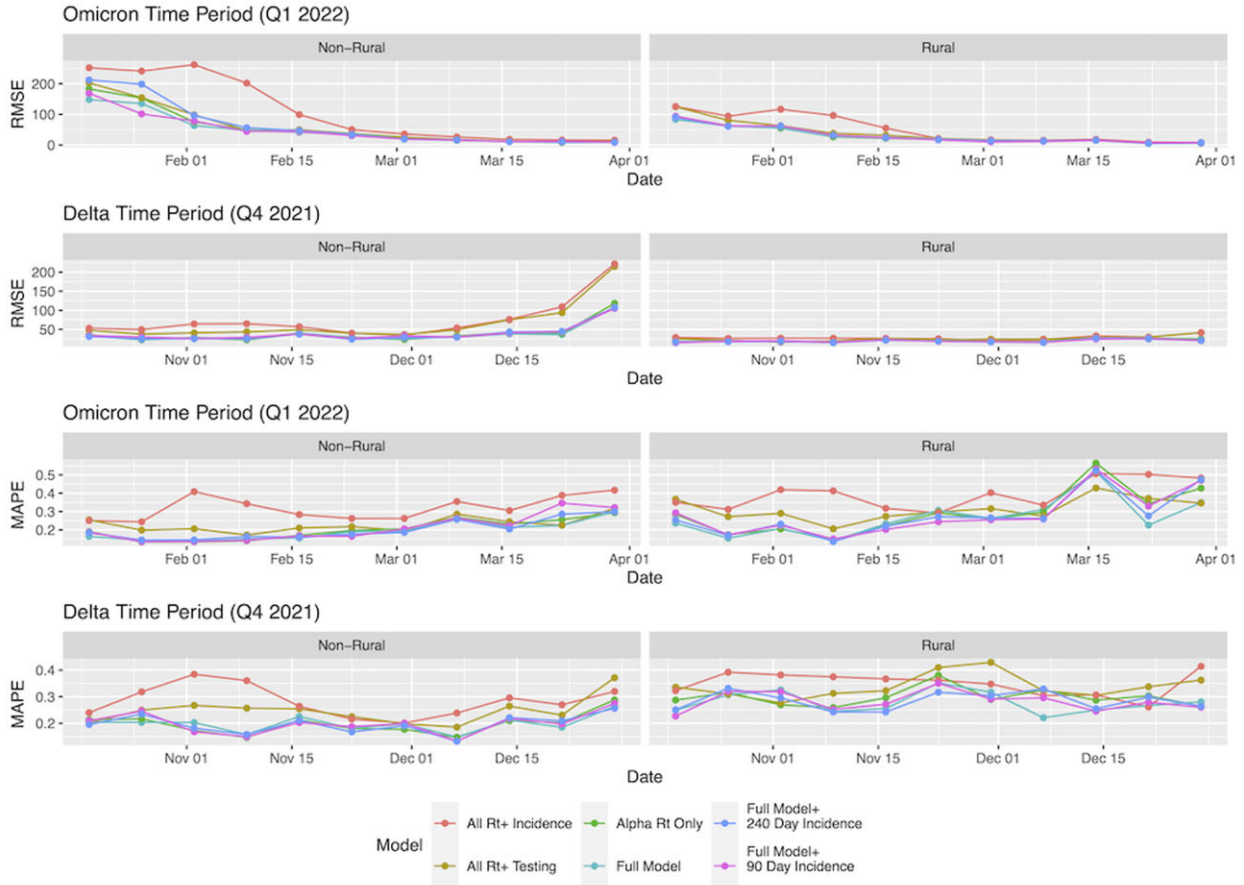 Omicron Time Period (Q1 2022)
Non−Rural
Rural
RMSE
200
100
0
Feb 01
Feb 15
Mar 01
Mar 15
Apr 01
Feb 01
Feb 15
Mar 01
Mar 15
Apr 01
Date
Delta Time Period (Q4 2021)
Non−Rural
Rural
RMSE
200
150
100
50
Nov 01
Nov 15
Dec 01
Dec 15
Nov 01
Nov 15
Dec 01
Dec 15
Date
Omicron Time Period (Q1 2022)
Non−Rural
Rural
MAPE
0.5
0.4
0.3
0.2
Feb 01
Feb 15
Mar 01
Mar 15
Apr 01
Feb 01
Feb 15
Mar 01
Mar 15
Apr 01
Date
Delta Time Period (Q4 2021)
Non−Rural
Rural
MAPE
0.4
0.3
0.2
Nov 01
Nov 15
Dec 01
Dec 15
Nov 01
Nov 15
Dec 01
Dec 15
Date
Model
All Rt+ Incidence
All Rt+ Testing
Alpha Rt Only
Full Model
Full Model+
240 Day Incidence
Full Model+
90 Day Incidence